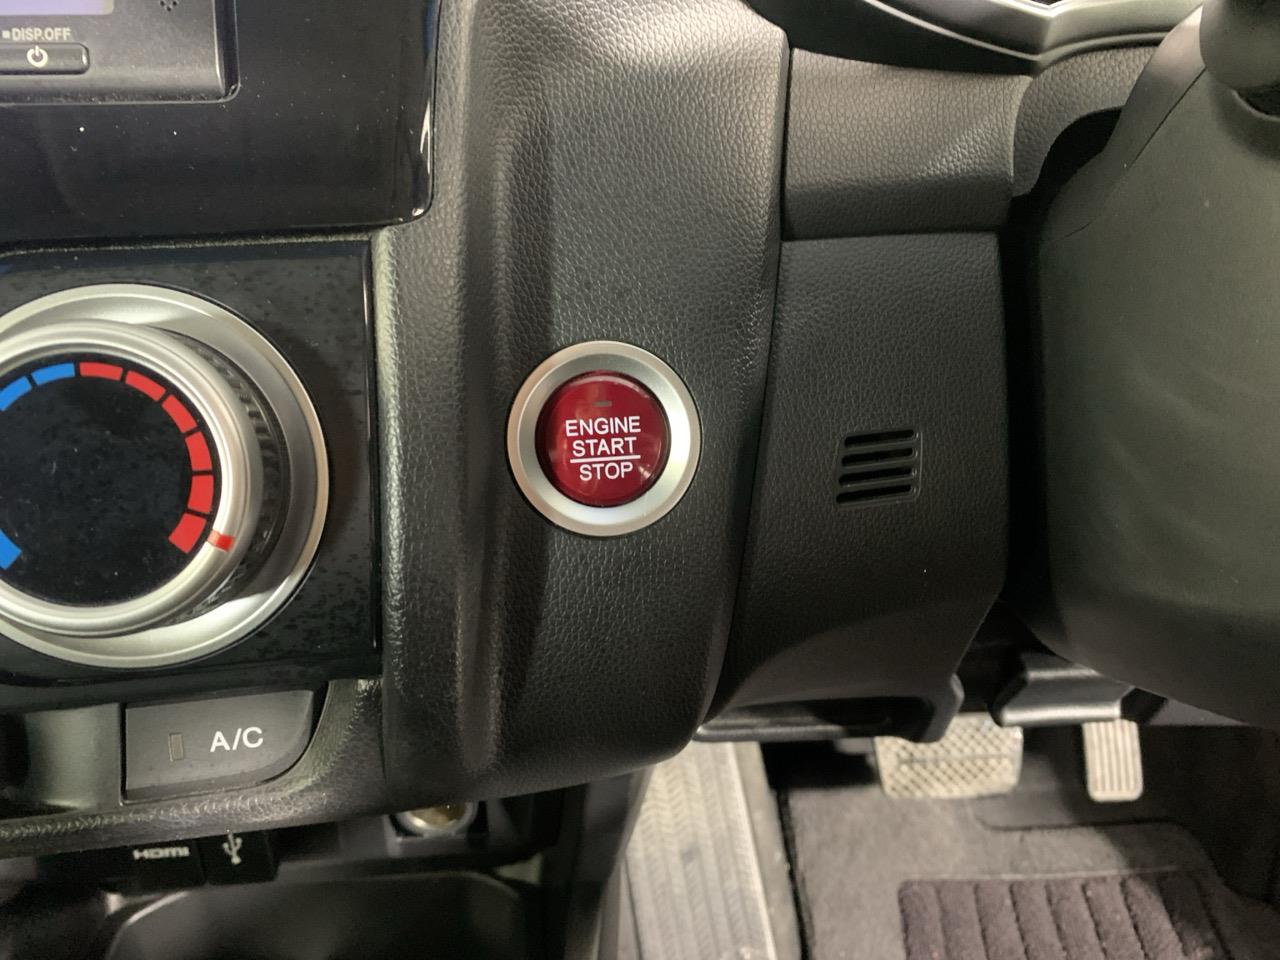 ■DISP.OFF
ENGINE
START
STOP
A/C
HDMI